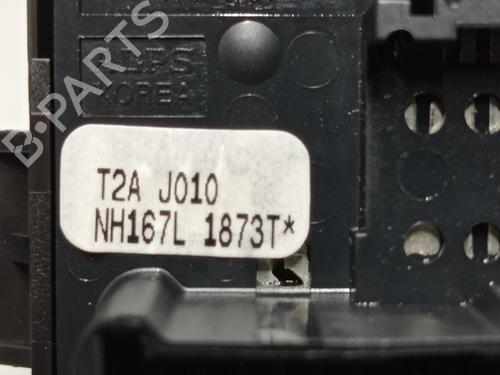 B-PARTS
ALPS
KOREA
T2A J010
NH167L 1873T*